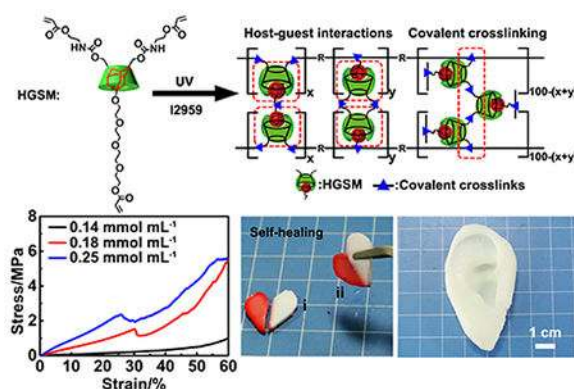 HGSM:
O
O
O
NH
O
O
HN
O
O
O
O
O
O
O
O
O
UV
I2959
Host-guest interactions
Covalent crosslinking
R
R
x
y
100-(x+y)
R
R
x
y
100-(x+y)
:HGSM
:Covalent crosslinks
Stress/MPa
8
6
4
2
0
0.14 mmol mL⁻¹
0.18 mmol mL⁻¹
0.25 mmol mL⁻¹
0 10 20 30 40 50 60
Strain/%
Self-healing
i
ii
1 cm